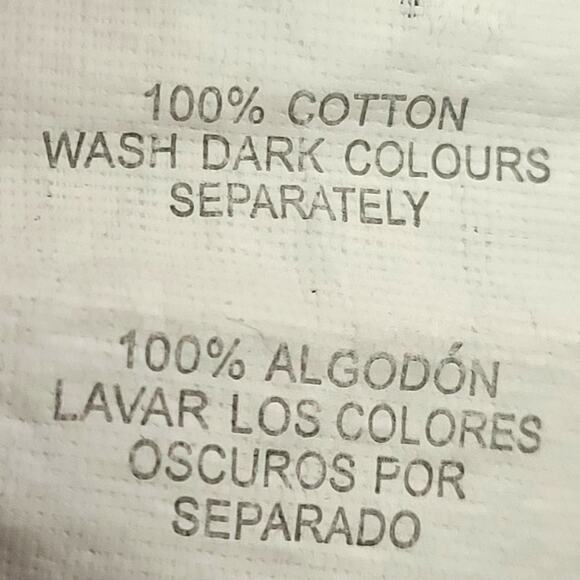 100% COTTON
WASH DARK COLOURS
SEPARATELY
100% ALGODÓN
LAVAR LOS COLORES
OSCUROS POR
SEPARADO